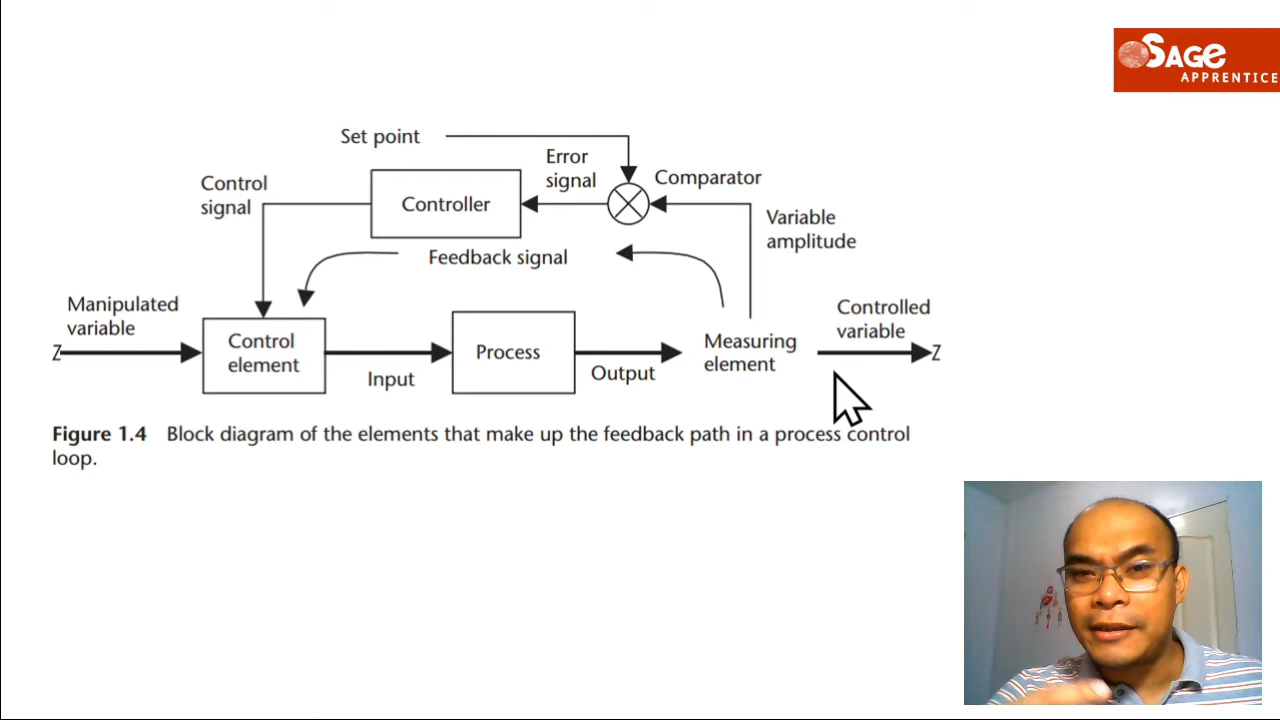 SAGE
APPRENTICE
Set point
Error
signal
Comparator
Control
signal
Controller
Variable
amplitude
Feedback signal
Manipulated
variable
Controlled
variable
Z
Control
element
Input
Process
Output
Measuring
element
Z
Figure 1.4 Block diagram of the elements that make up the feedback path in a process control
loop.